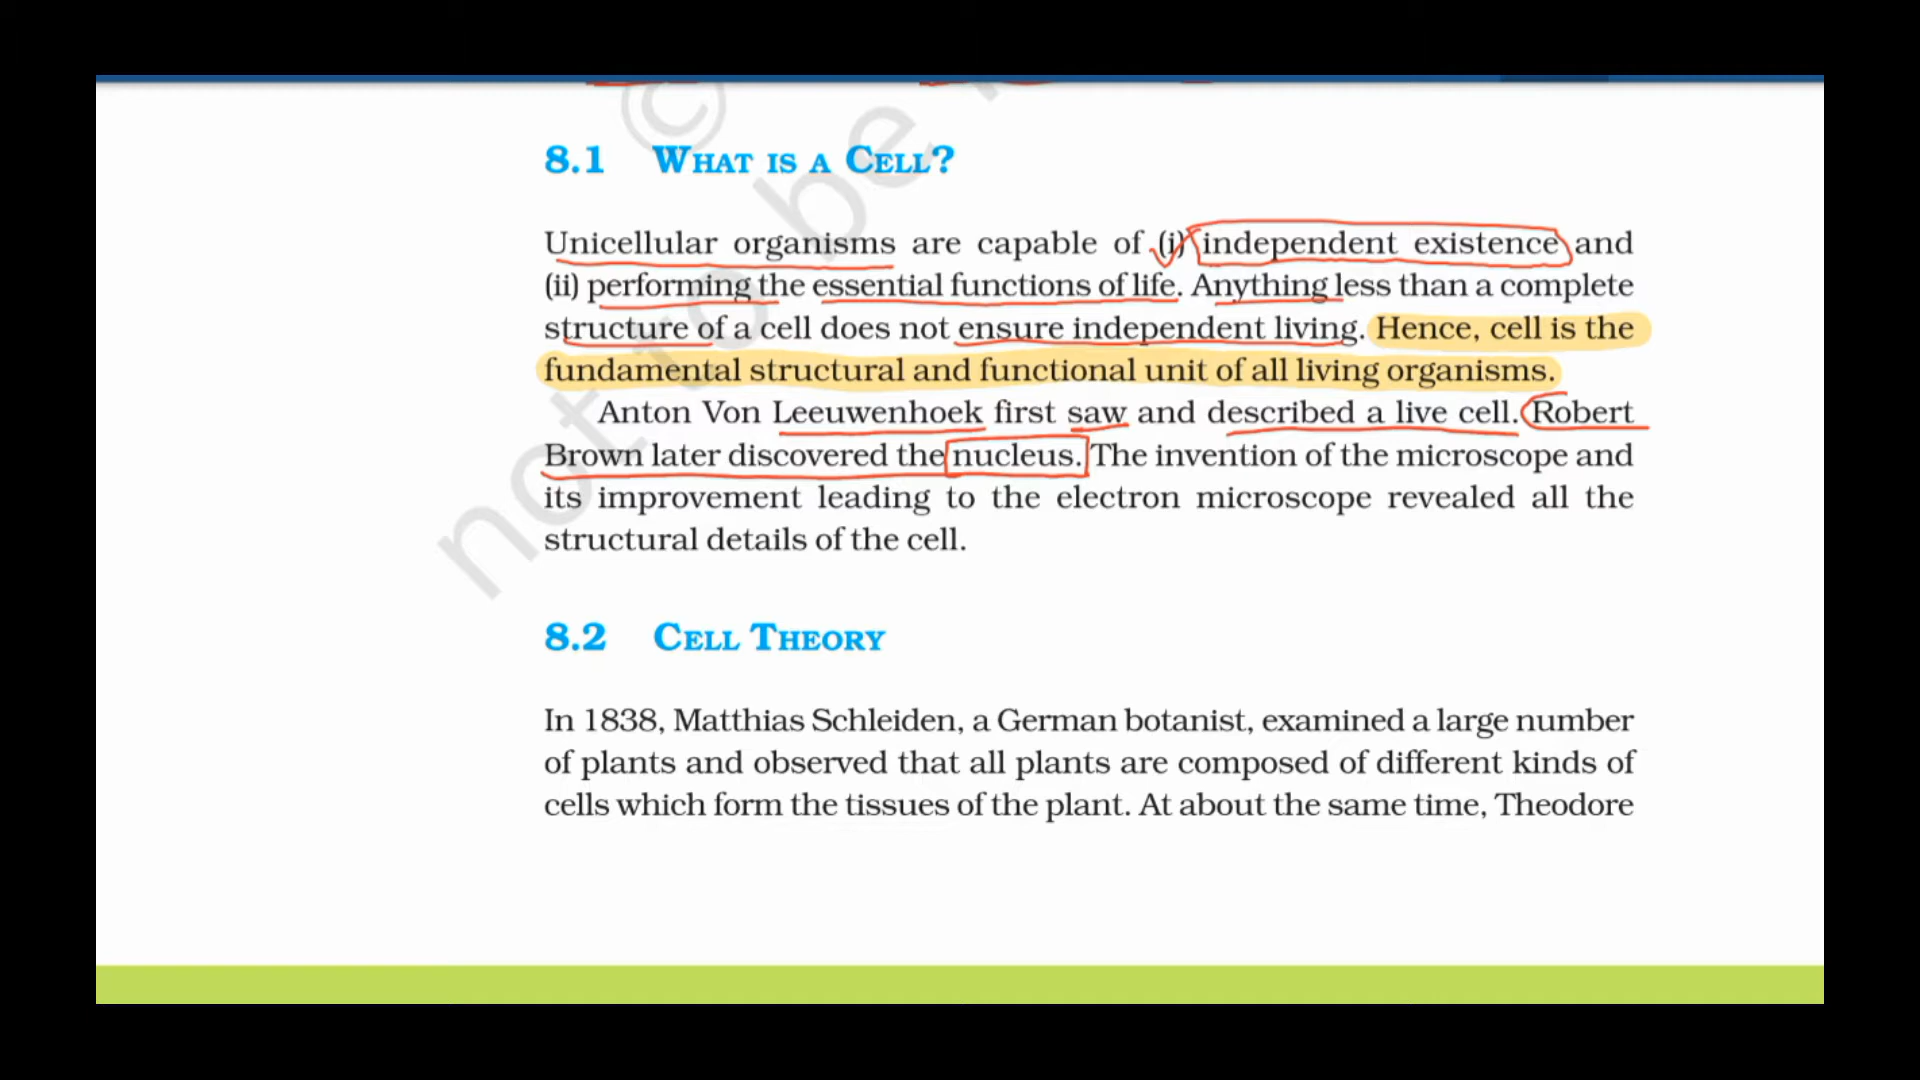 8.1 WHAT IS A CELL?
Unicellular organisms are capable of (i) independent existence and
(ii) performing the essential functions of life. Anything less than a complete
structure of a cell does not ensure independent living. Hence, cell is the
fundamental structural and functional unit of all living organisms.
Anton Von Leeuwenhoek first saw and described a live cell. Robert
Brown later discovered the nucleus. The invention of the microscope and
its improvement leading to the electron microscope revealed all the
structural details of the cell.
8.2 CELL THEORY
In 1838, Matthias Schleiden, a German botanist, examined a large number
of plants and observed that all plants are composed of different kinds of
cells which form the tissues of the plant. At about the same time, Theodore
©
not to be